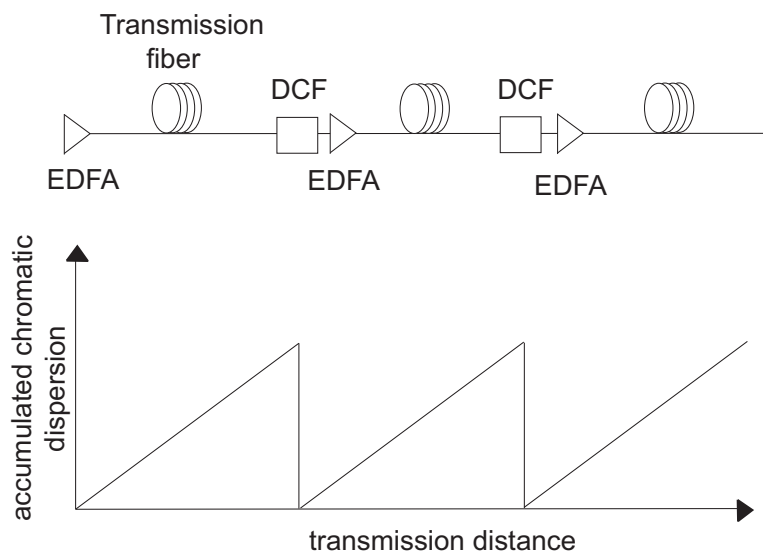 Transmission
fiber
DCF
DCF
EDFA
EDFA
EDFA
accumulated chromatic
dispersion
transmission distance